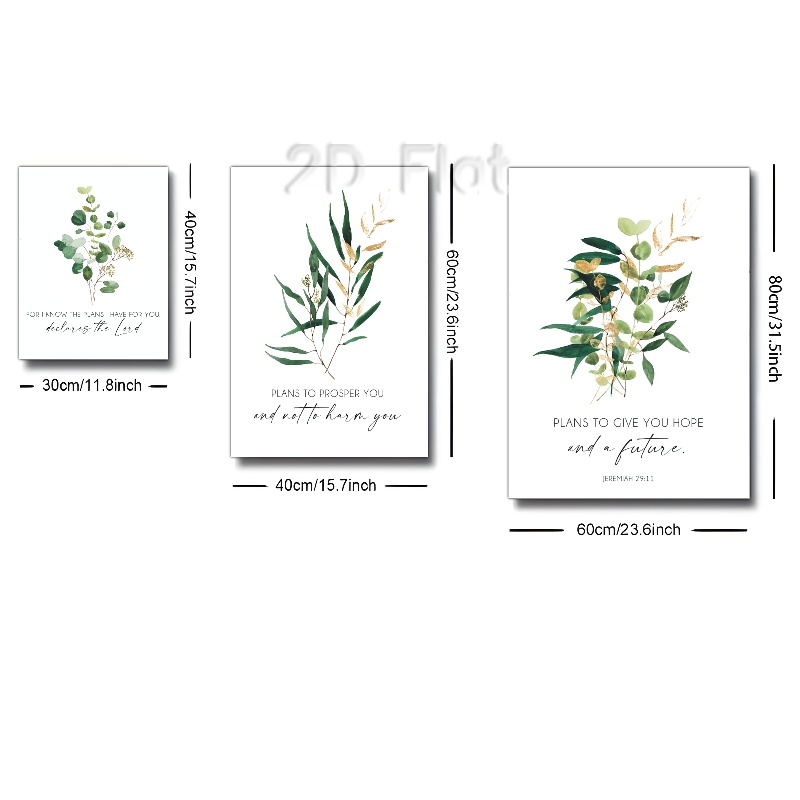 2D Flat
FOR I KNOW THE PLANS I HAVE FOR YOU,
declares the Lord
40cm/15.7inch
30cm/11.8inch
PLANS TO PROSPER YOU
and not to harm you
60cm/23.6inch
40cm/15.7inch
PLANS TO GIVE YOU HOPE
and a future.
JEREMIAH 29:11
80cm/31.5inch
60cm/23.6inch